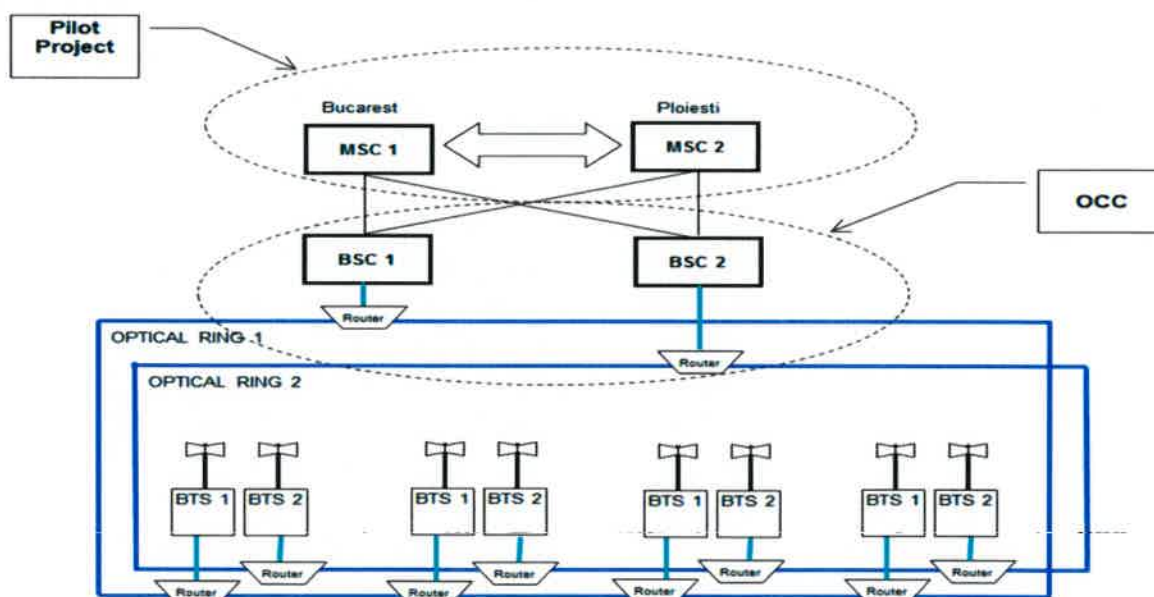 Pilot
Project
Bucarest
Ploiesti
MSC 1
MSC 2
OCC
BSC 1
BSC 2
Router
OPTICAL RING 1
Router
OPTICAL RING 2
BTS 1
BTS 2
BTS 1
BTS 2
BTS 1
BTS 2
BTS 1
BTS 2
Router
Router
Router
Router
Router
Router
Router
Router